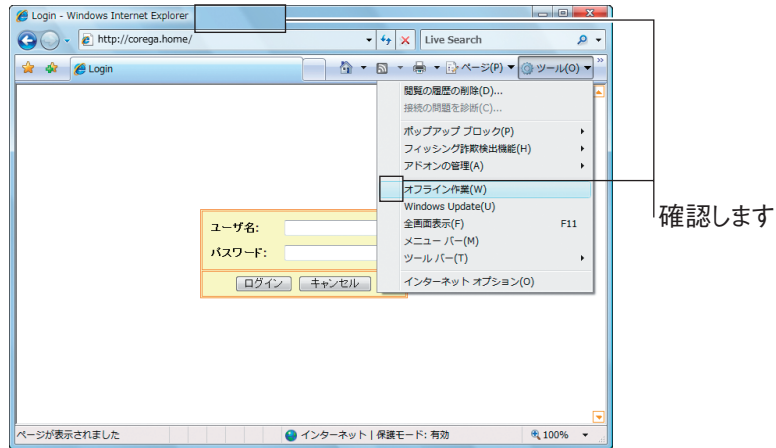 Login - Windows Internet Explorer
http://corega.home/
Live Search
Login
ページ(P)
ツール(O)
閲覧の履歴の削除(D)...
接続の問題を診断(C)...
ポップアップ ブロック(P)
フィッシング詐欺検出機能(H)
アドオンの管理(A)
オフライン作業(W)
Windows Update(U)
全画面表示(F) F11
メニュー バー(M)
ツール バー(T)
インターネット オプション(O)
確認します
ユーザ名:
パスワード:
ログイン キャンセル
ページが表示されました
インターネット | 保護モード: 有効
100%